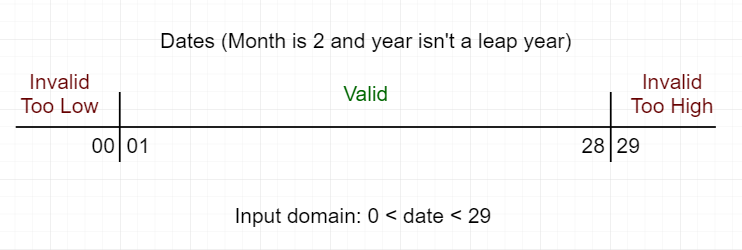 Dates (Month is 2 and year isn't a leap year)
Invalid
Too Low
Valid
Invalid
Too High
00 01
28 29
Input domain: 0 < date < 29